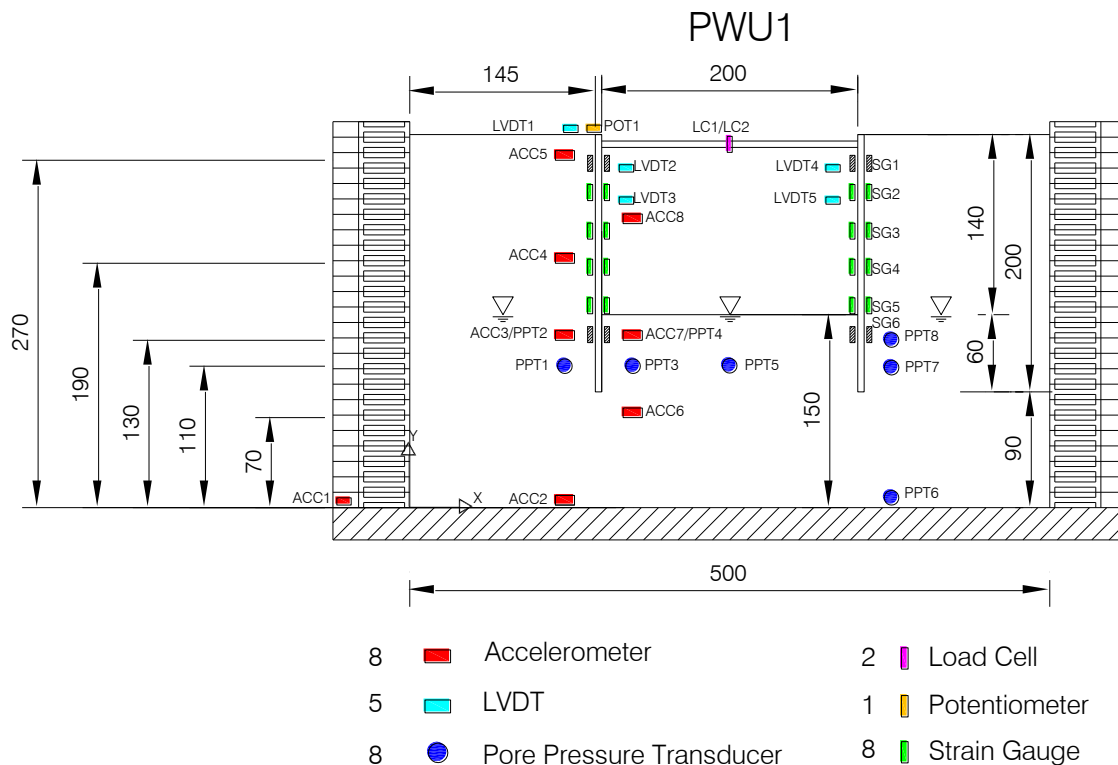 PWU1
145
200
LVDT1
POT1
LC1/LC2
ACC5
LVDT2
LVDT4
SG1
LVDT3
LVDT5
SG2
ACC8
SG3
140
200
ACC4
SG4
270
190
SG5
ACC3/PPT2
ACC7/PPT4
SG6
PPT8
60
PPT1
PPT3
PPT5
PPT7
130
110
150
ACC6
70
90
Y
ACC1
X
ACC2
PPT6
500
8 Accelerometer
2 Load Cell
5 LVDT
1 Potentiometer
8 Pore Pressure Transducer
8 Strain Gauge